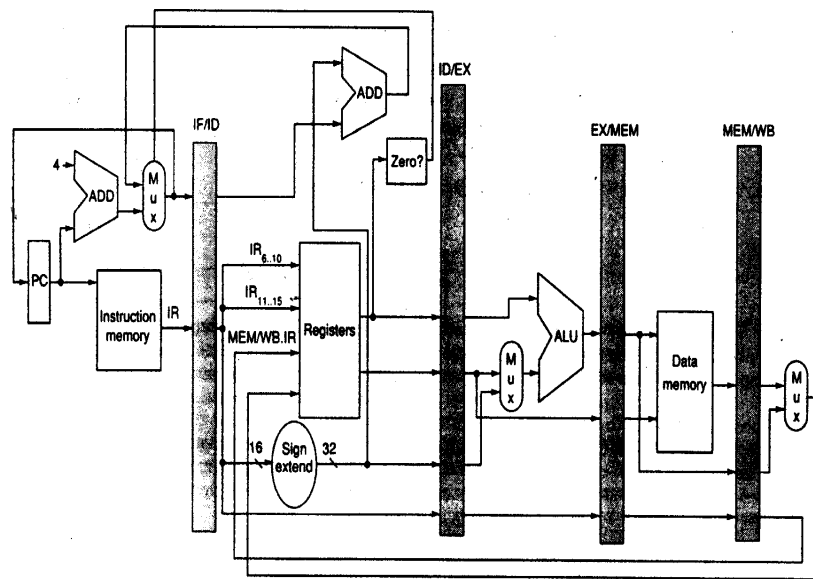 ID/EX
ADD
IF/ID
EX/MEM
MEM/WB
Zero?
4
ADD
M
u
x
IR6..10
PC
Instruction
memory
IR
IR11..15
Registers
MEM/WB.IR
ALU
M
u
x
Data
memory
M
u
x
16
Sign
extend
32